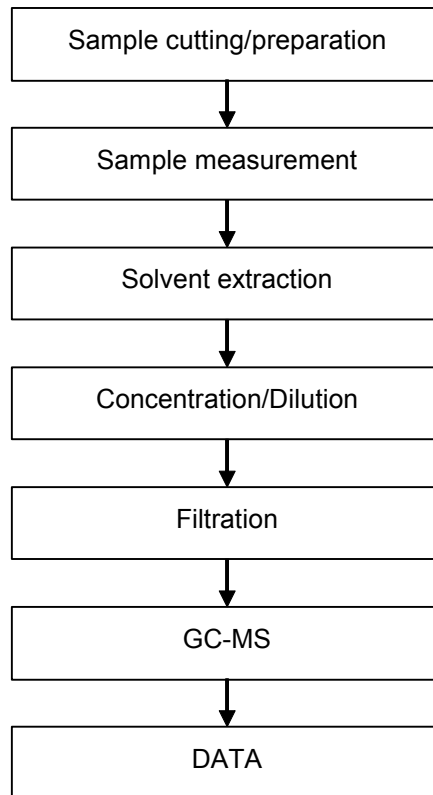 Sample cutting/preparation
Sample measurement
Solvent extraction
Concentration/Dilution
Filtration
GC-MS
DATA